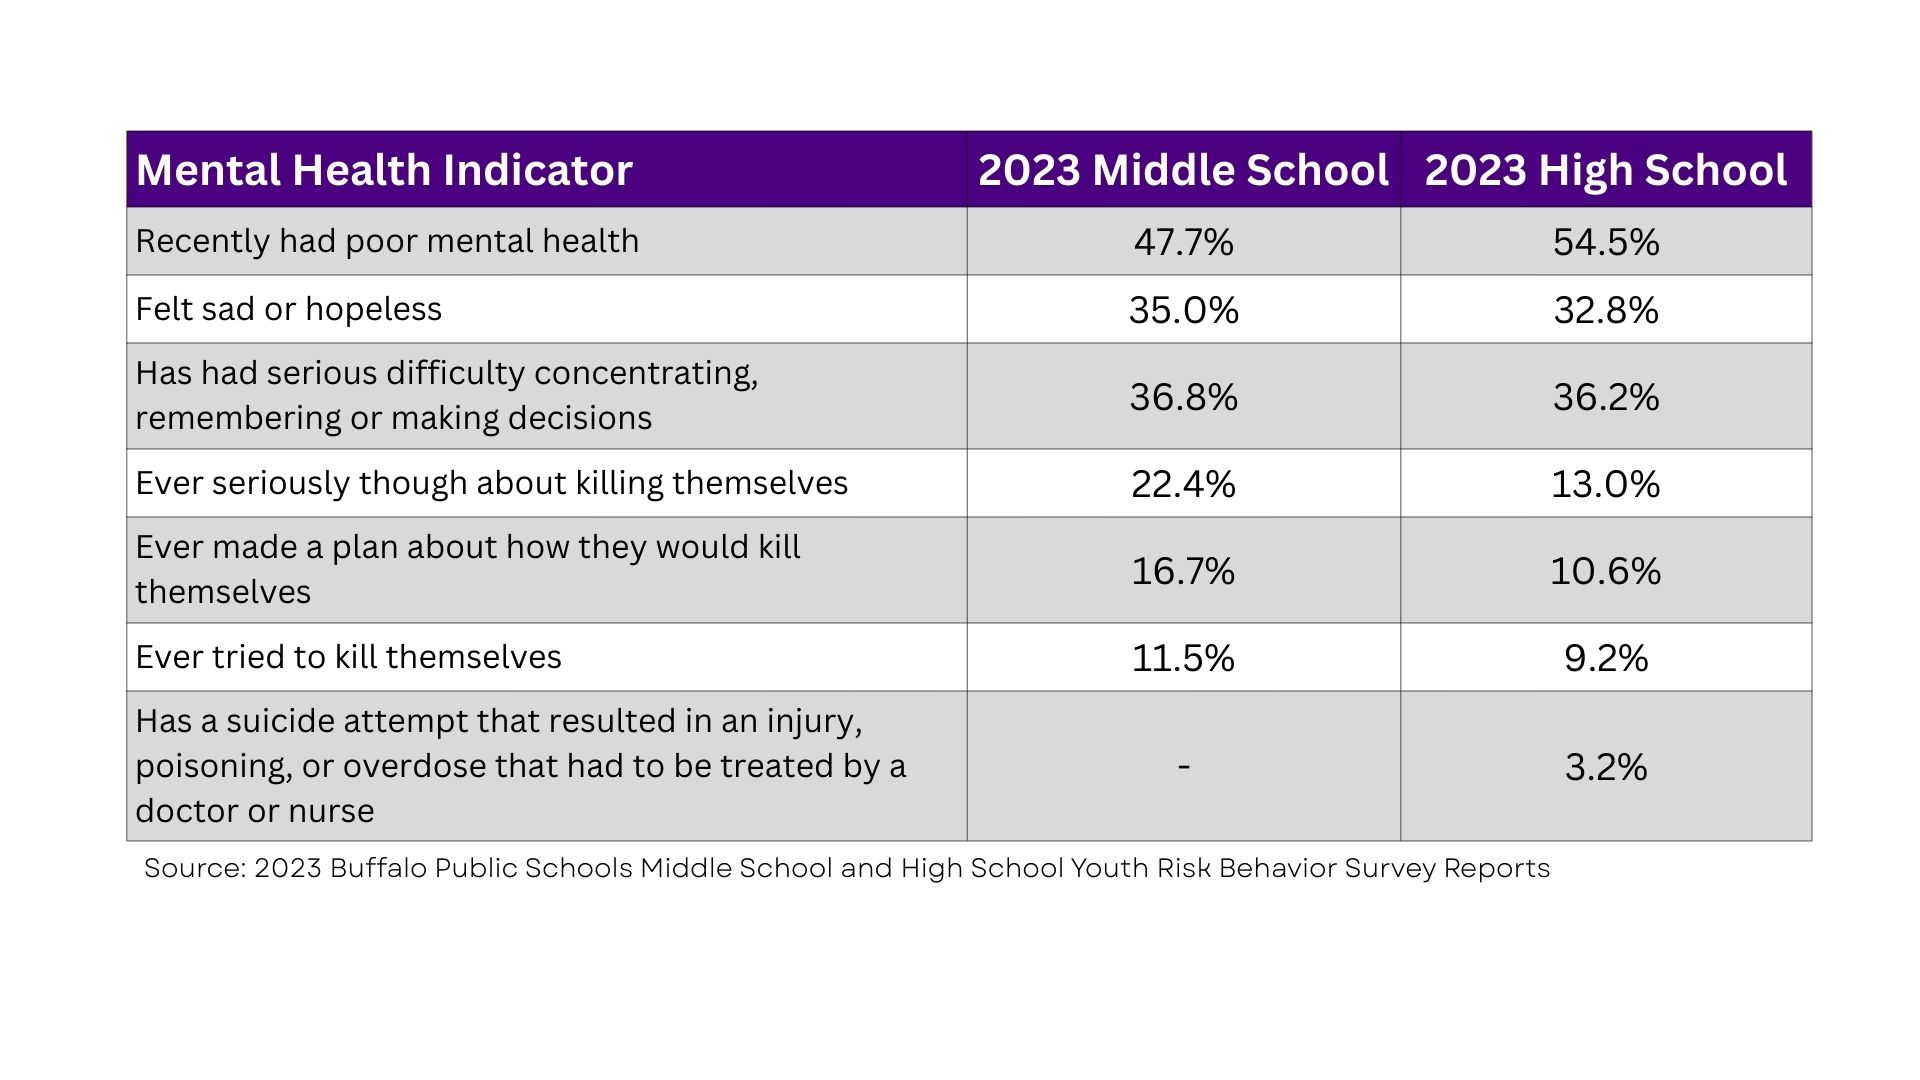 Mental Health Indicator 2023 Middle School 2023 High School
Recently had poor mental health 47.7% 54.5%
Felt sad or hopeless 35.0% 32.8%
Has had serious difficulty concentrating,
remembering or making decisions 36.8% 36.2%
Ever seriously though about killing themselves 22.4% 13.0%
Ever made a plan about how they would kill
themselves 16.7% 10.6%
Ever tried to kill themselves 11.5% 9.2%
Has a suicide attempt that resulted in an injury,
poisoning, or overdose that had to be treated by a
doctor or nurse - 3.2%
Source: 2023 Buffalo Public Schools Middle School and High School Youth Risk Behavior Survey Reports